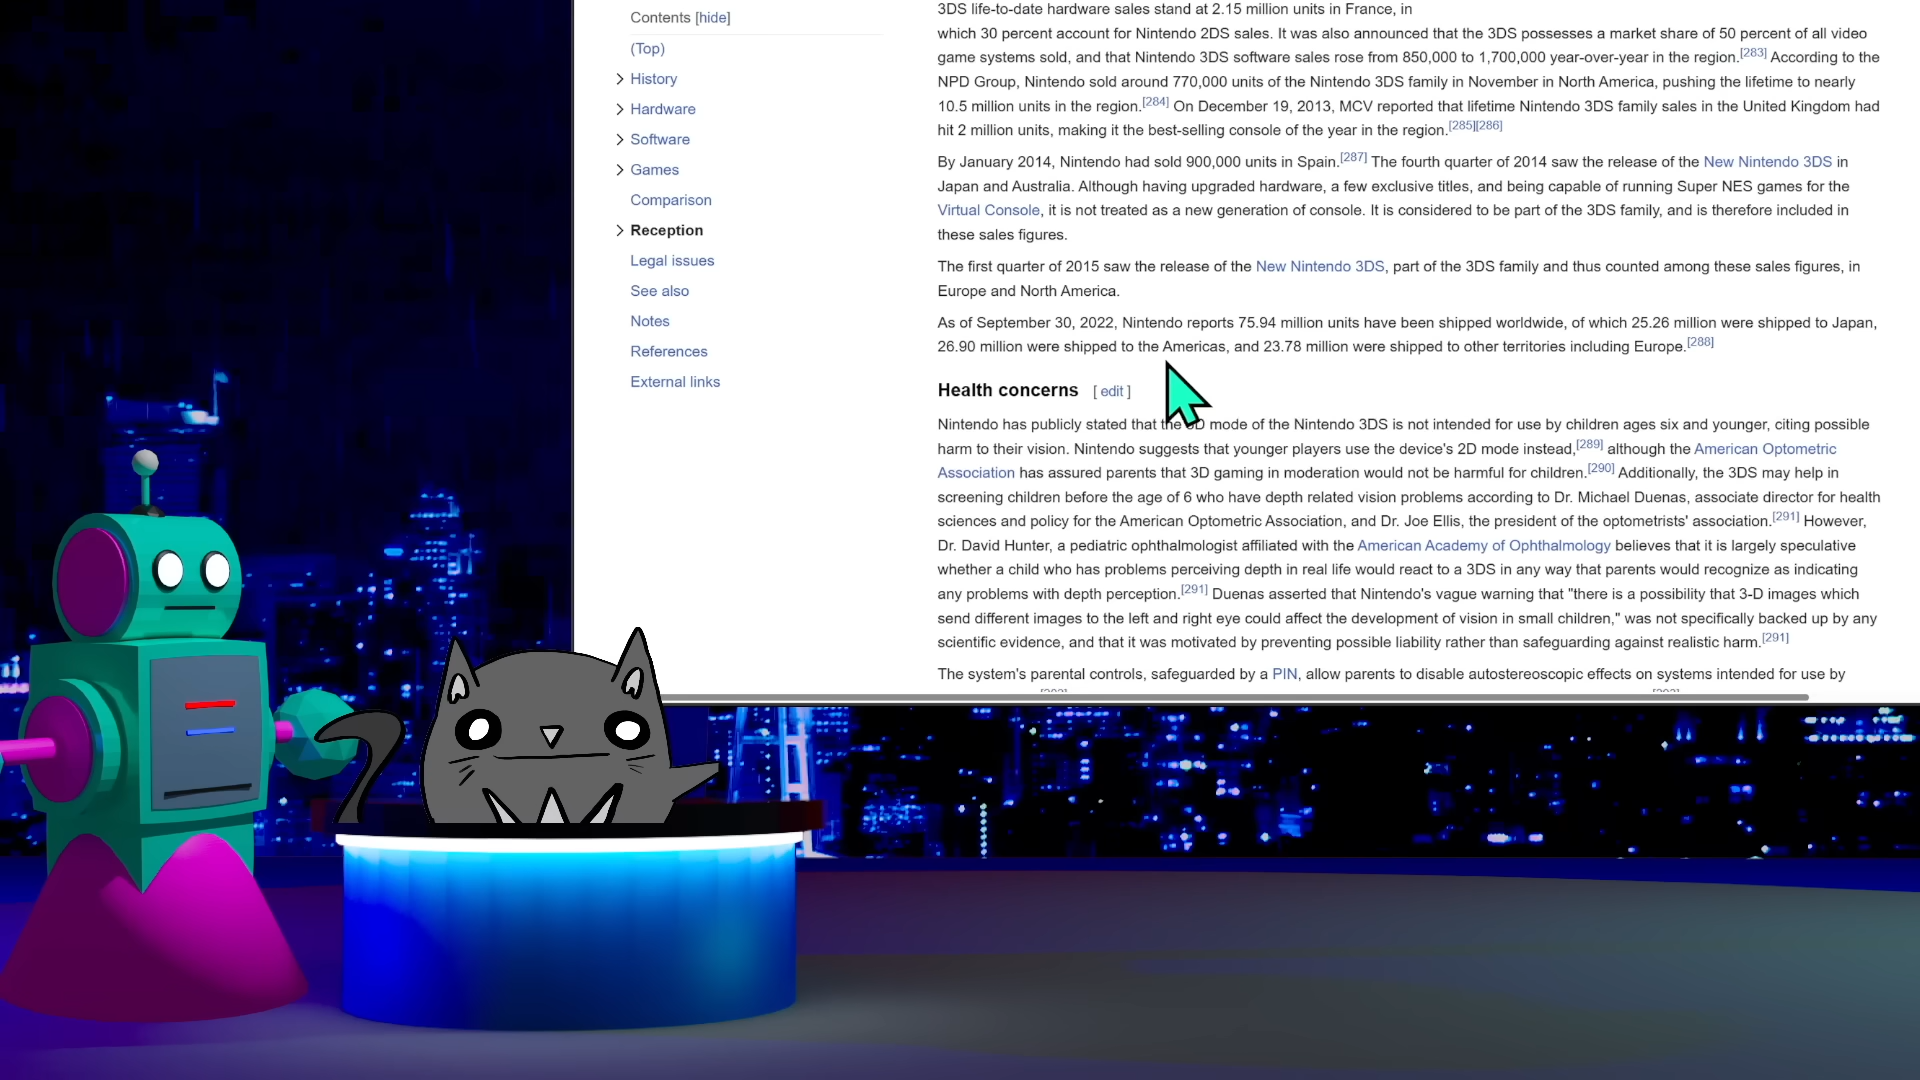 Contents [hide]
(Top)
History
Hardware
Software
Games
Comparison
Reception
Legal issues
See also
Notes
References
External links
3DS life-to-date hardware sales stand at 2.15 million units in France, in
which 30 percent account for Nintendo 2DS sales. It was also announced that the 3DS possesses a market share of 50 percent of all video
game systems sold, and that Nintendo 3DS software sales rose from 850,000 to 1,700,000 year-over-year in the region.[283] According to the
NPD Group, Nintendo sold around 770,000 units of the Nintendo 3DS family in November in North America, pushing the lifetime to nearly
10.5 million units in the region.[284] On December 19, 2013, MCV reported that lifetime Nintendo 3DS family sales in the United Kingdom had
hit 2 million units, making it the best-selling console of the year in the region.[285][286]
By January 2014, Nintendo had sold 900,000 units in Spain.[287] The fourth quarter of 2014 saw the release of the New Nintendo 3DS in
Japan and Australia. Although having upgraded hardware, a few exclusive titles, and being capable of running Super NES games for the
Virtual Console, it is not treated as a new generation of console. It is considered to be part of the 3DS family, and is therefore included in
these sales figures.
The first quarter of 2015 saw the release of the New Nintendo 3DS, part of the 3DS family and thus counted among these sales figures, in
Europe and North America.
As of September 30, 2022, Nintendo reports 75.94 million units have been shipped worldwide, of which 25.26 million were shipped to Japan,
26.90 million were shipped to the Americas, and 23.78 million were shipped to other territories including Europe.[288]
Health concerns [ edit ]
Nintendo has publicly stated that the 3D mode of the Nintendo 3DS is not intended for use by children ages six and younger, citing possible
harm to their vision. Nintendo suggests that younger players use the device's 2D mode instead,[289] although the American Optometric
Association has assured parents that 3D gaming in moderation would not be harmful for children.[290] Additionally, the 3DS may help in
screening children before the age of 6 who have depth related vision problems according to Dr. Michael Duenas, associate director for health
sciences and policy for the American Optometric Association, and Dr. Joe Ellis, the president of the optometrists' association.[291] However,
Dr. David Hunter, a pediatric ophthalmologist affiliated with the American Academy of Ophthalmology believes that it is largely speculative
whether a child who has problems perceiving depth in real life would react to a 3DS in any way that parents would recognize as indicating
any problems with depth perception.[291] Duenas asserted that Nintendo's vague warning that "there is a possibility that 3-D images which
send different images to the left and right eye could affect the development of vision in small children," was not specifically backed up by any
scientific evidence, and that it was motivated by preventing possible liability rather than safeguarding against realistic harm.[291]
The system's parental controls, safeguarded by a PIN, allow parents to disable autostereoscopic effects on systems intended for use by